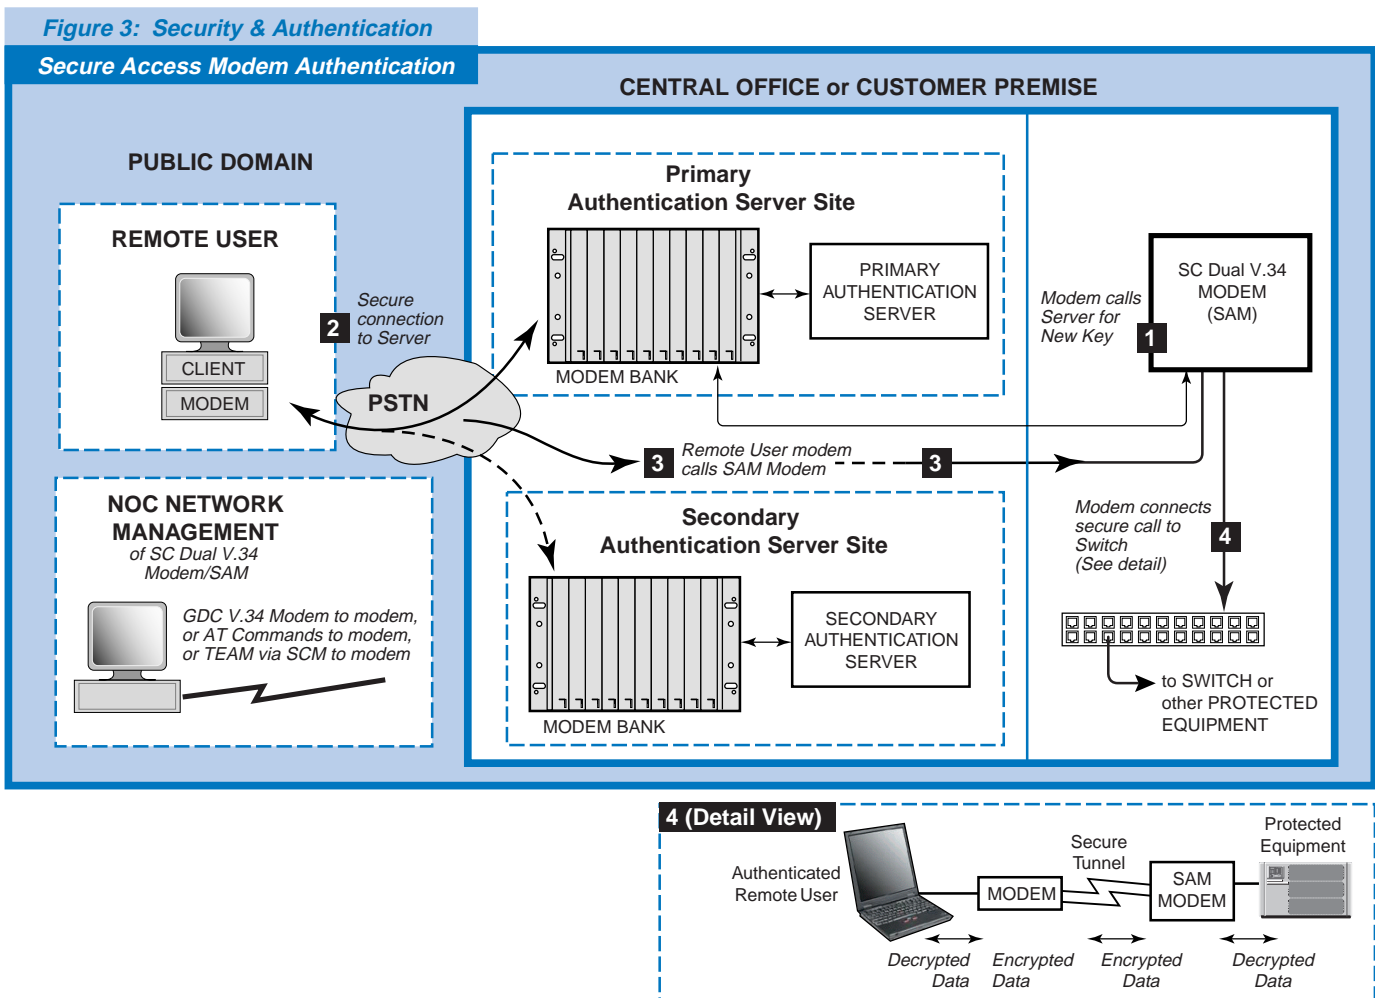 Figure 3: Security & Authentication
Secure Access Modem Authentication
CENTRAL OFFICE or CUSTOMER PREMISE
PUBLIC DOMAIN
REMOTE USER
CLIENT
MODEM
2
Secure
connection
to Server
PSTN
Primary
Authentication Server Site
PRIMARY
AUTHENTICATION
SERVER
MODEM BANK
Modem calls
Server for
New Key
1
SC Dual V.34
MODEM
(SAM)
3
Remote User modem
calls SAM Modem
3
NOC NETWORK
MANAGEMENT
of SC Dual V.34
Modem/SAM
GDC V.34 Modem to modem,
or AT Commands to modem,
or TEAM via SCM to modem
Secondary
Authentication Server Site
SECONDARY
AUTHENTICATION
SERVER
MODEM BANK
Modem connects
secure call to
Switch
(See detail)
4
to SWITCH or
other PROTECTED
EQUIPMENT
4 (Detail View)
Authenticated
Remote User
MODEM
Secure
Tunnel
SAM
MODEM
Protected
Equipment
Decrypted
Data
Encrypted
Data
Encrypted
Data
Decrypted
Data